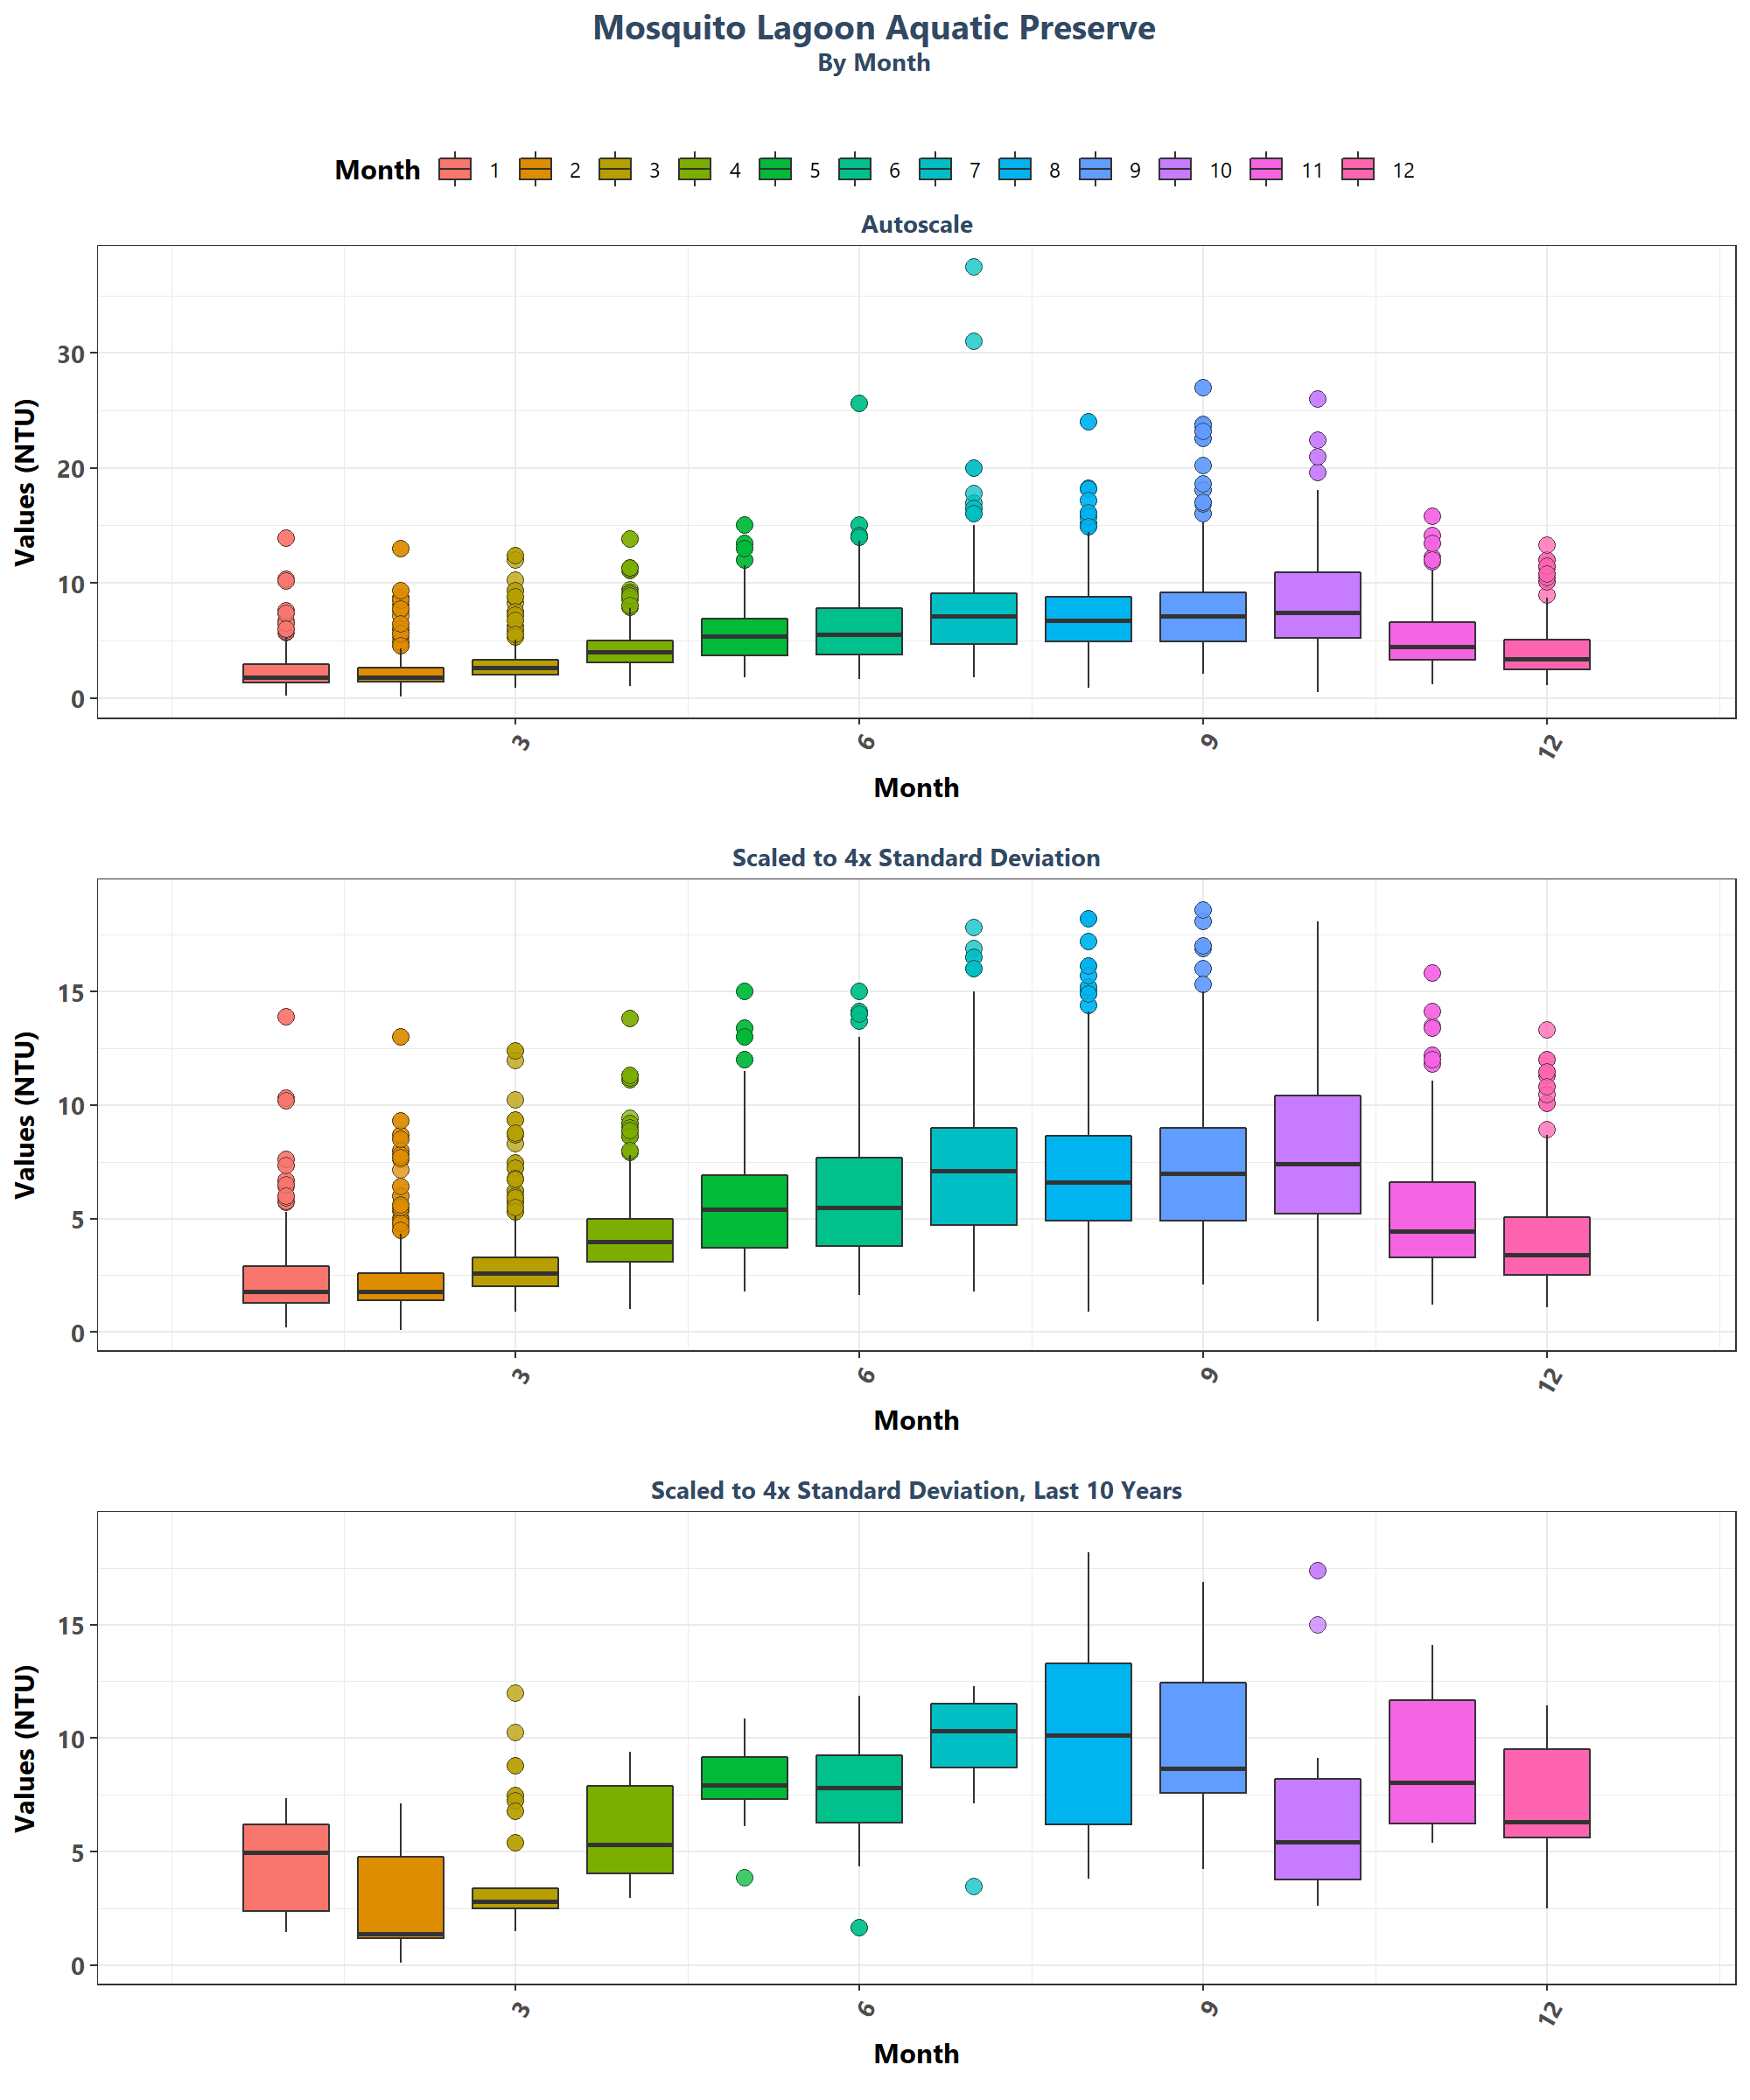 Mosquito Lagoon Aquatic Preserve
By Month
Month 1 2 3 4 5 6 7 8 9 10 11 12
Autoscale
Values (NTU)
30
20
10
0
3 6 9 12
Month
Scaled to 4x Standard Deviation
Values (NTU)
15
10
5
0
3 6 9 12
Month
Scaled to 4x Standard Deviation, Last 10 Years
Values (NTU)
15
10
5
0
3 6 9 12
Month